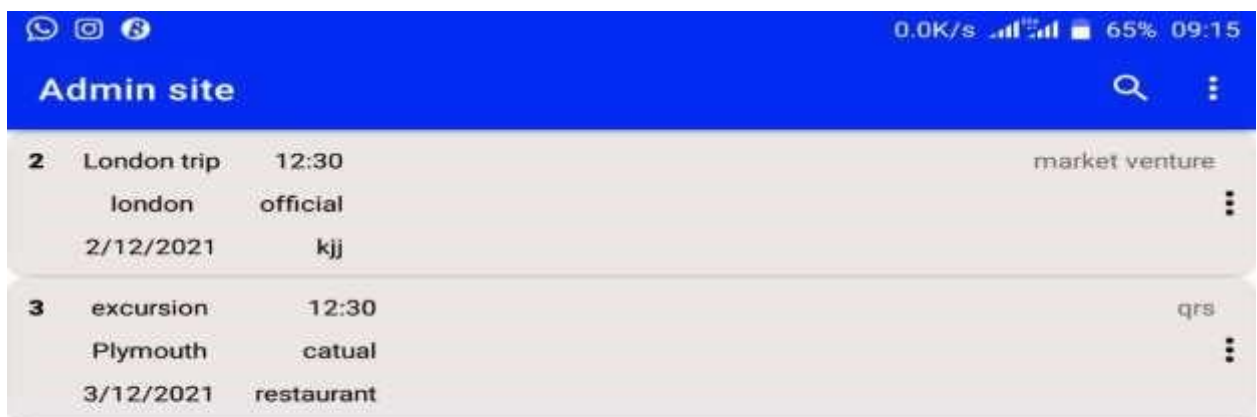 0.0K/s 65% 09:15
Admin site
2 London trip 12:30 market venture
london official
2/12/2021 kjj
3 excursion 12:30 qrs
Plymouth catual
3/12/2021 restaurant